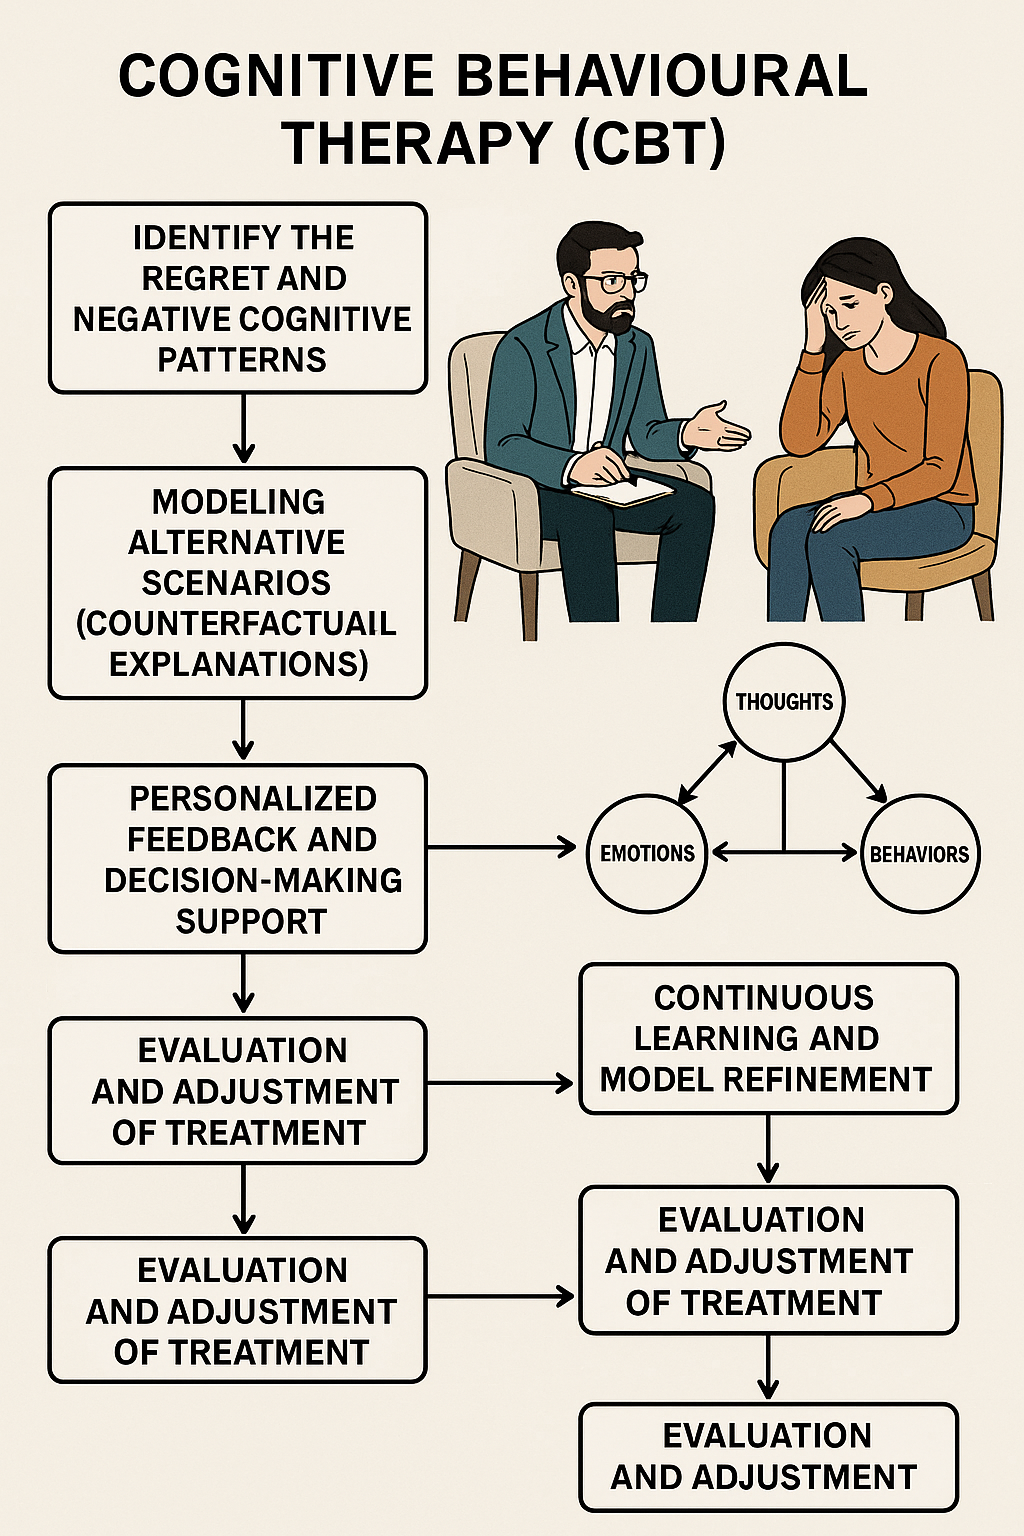 COGNITIVE BEHAVIOURAL
THERAPY (CBT)
IDENTIFY THE
REGRET AND
NEGATIVE COGNITIVE
PATTERNS
MODELING
ALTERNATIVE
SCENARIOS
(COUNTERFACTUAIL
EXPLANATIONS)
PERSONALIZED
FEEDBACK AND
DECISION-MAKING
SUPPORT
THOUGHTS
EMOTIONS
BEHAVIORS
EVALUATION
AND ADJUSTMENT
OF TREATMENT
CONTINUOUS
LEARNING AND
MODEL REFINEMENT
EVALUATION
AND ADJUSTMENT
OF TREATMENT
EVALUATION
AND ADJUSTMENT
OF TREATMENT
EVALUATION
AND ADJUSTMENT